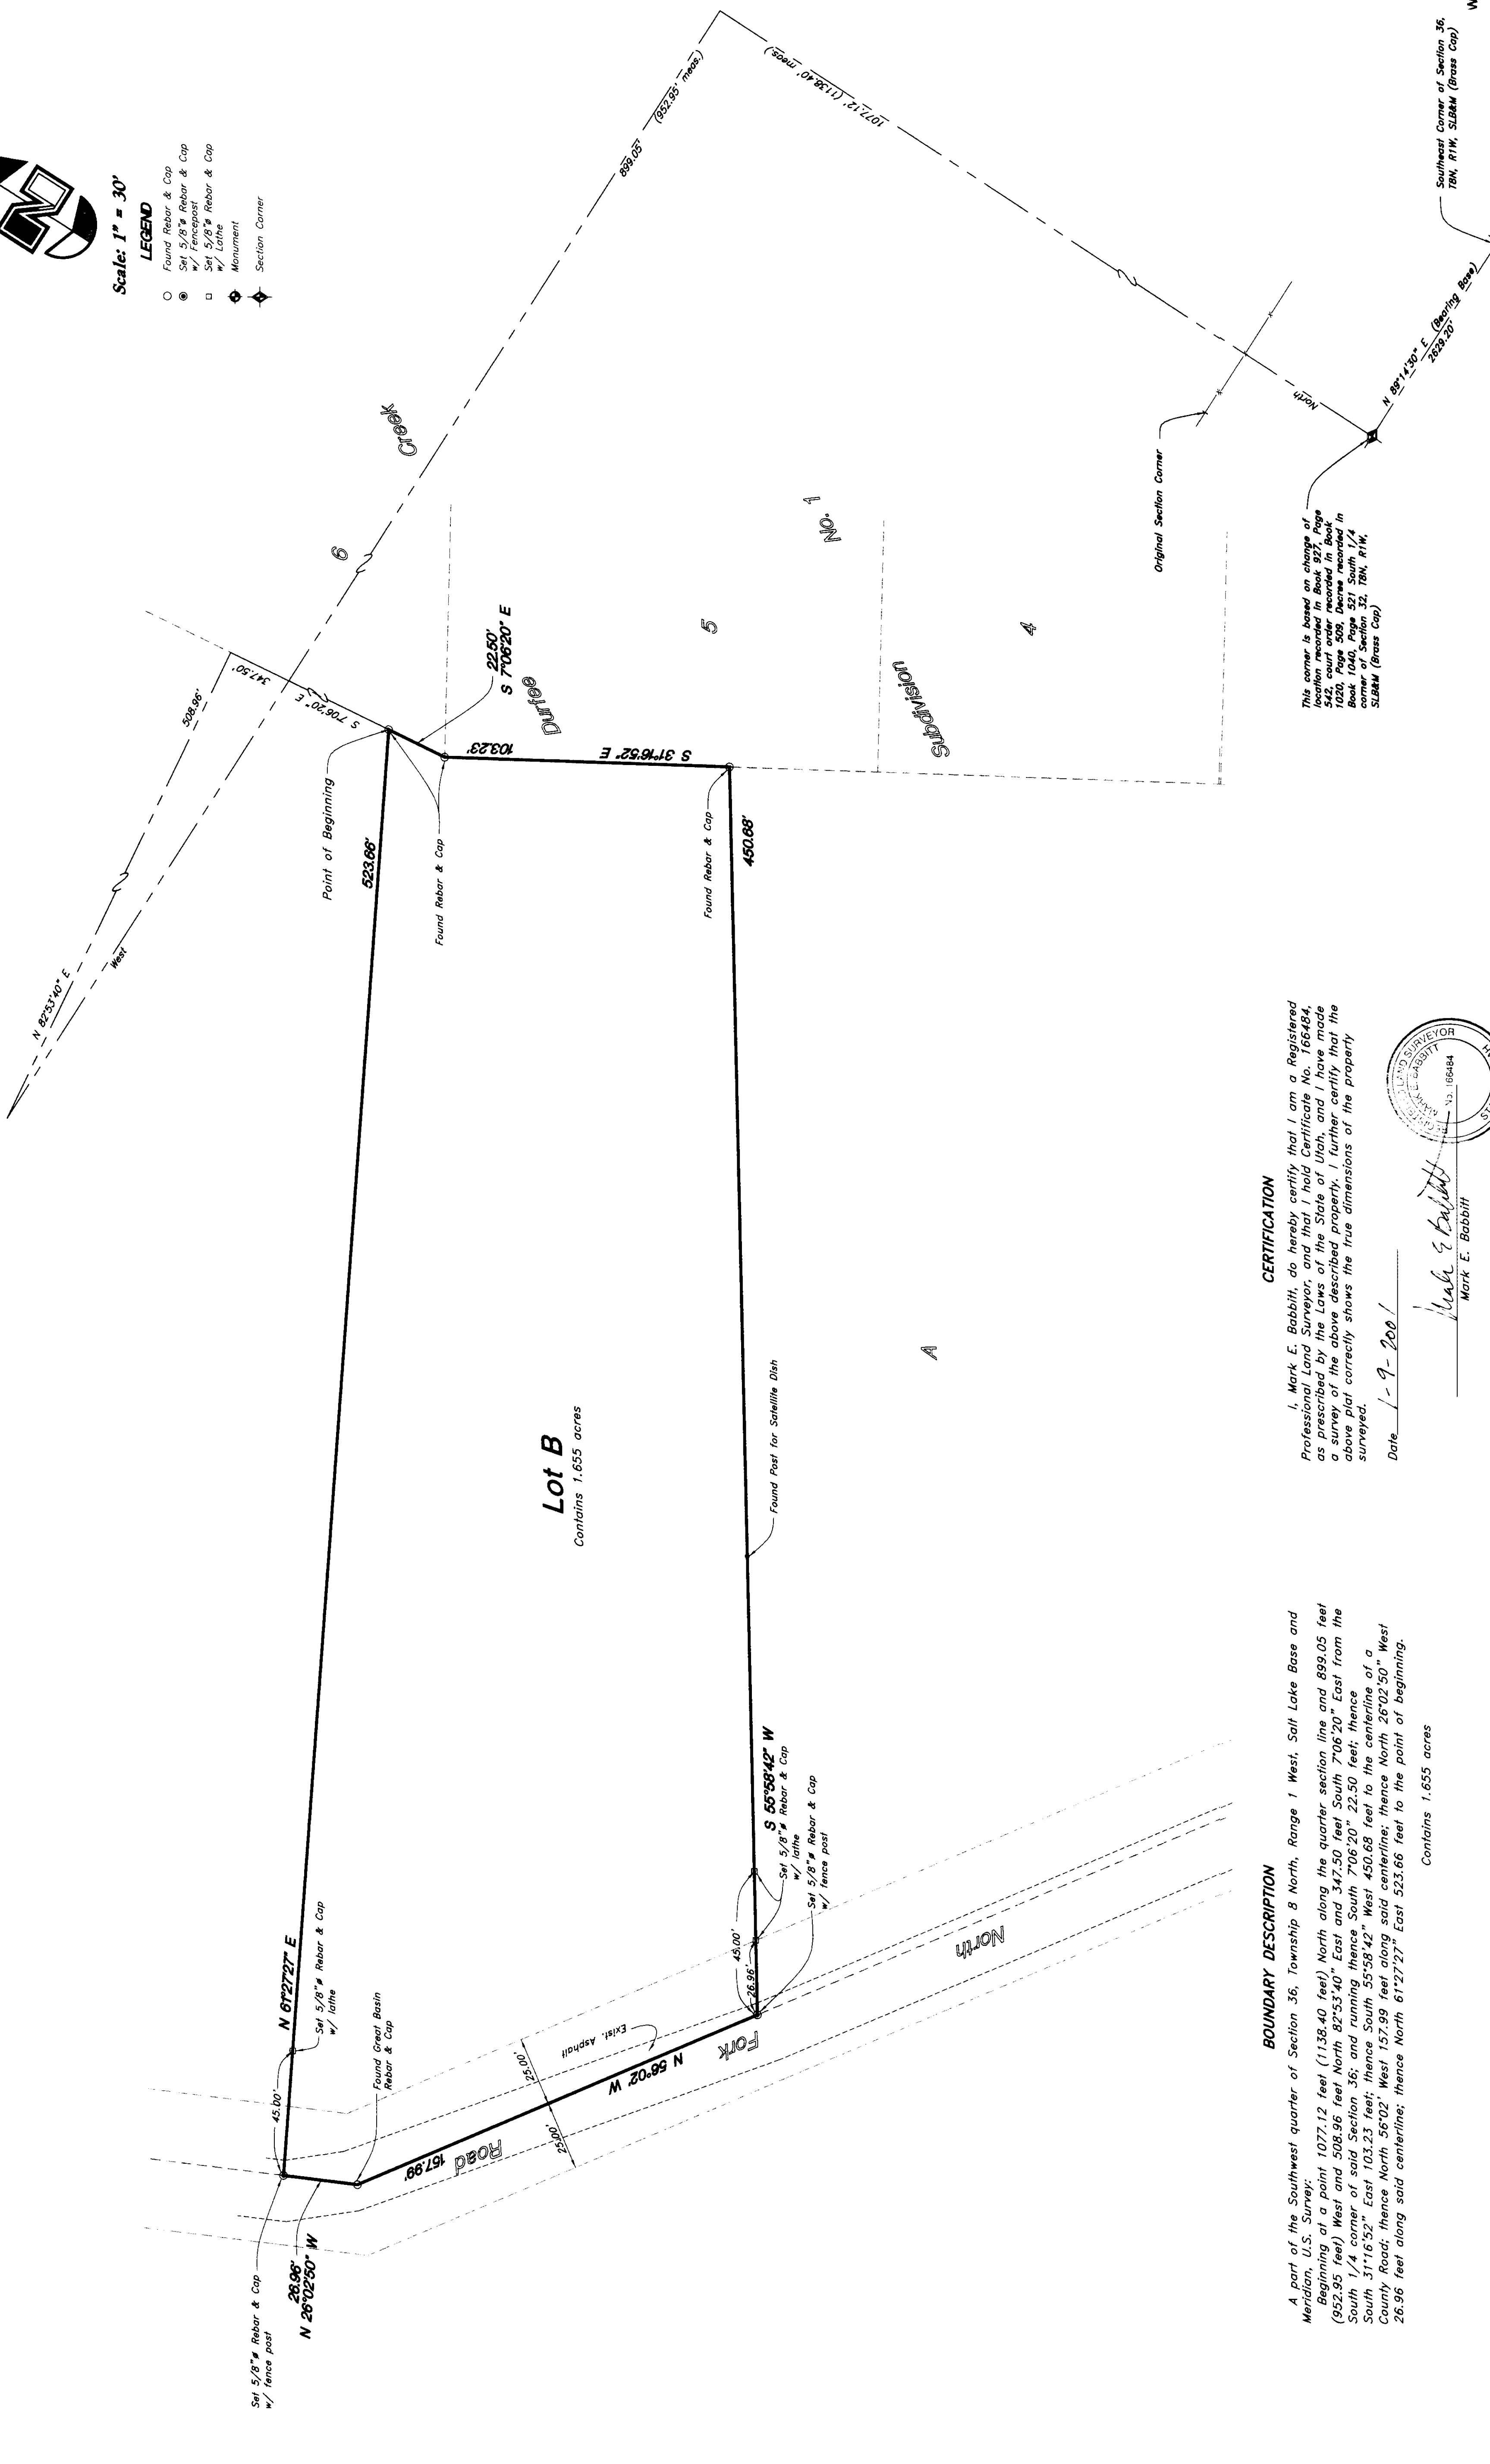 Scale: 1" = 30'
LEGEND
Found Rebar & Cap
Set 5/8"ø Rebar & Cap
w/ Fencepost
Set 5/8"ø Rebar & Cap
w/ Lathe
Monument
Section Corner
N 82°53'40" E
508.96'
West
899.05' (952.95' meas.)
1077.12' (1138.40' meas.)
North
347.50'
S 7°06'20" E
6
Creek
Point of Beginning
Found Rebar & Cap
22.50'
S 7°06'20" E
103.23'
S 31°16'52" E
Durfee
5
No. 1
Subdivision
4
Found Rebar & Cap
450.68'
523.66'
N 61°27'27" E
Set 5/8"ø Rebar & Cap
w/ lathe
45.00'
Found Great Basin
Rebar & Cap
Set 5/8"ø Rebar & Cap
w/ fence post
26.96'
N 26°02'50" W
157.99'
N 56°02' W
Road
25.00'
25.00'
Exist. Asphalt
Fork
North
45.00'
26.96'
S 55°58'42" W
Set 5/8"ø Rebar & Cap
w/ lathe
Set 5/8"ø Rebar & Cap
w/ fence post
Lot B
Contains 1.655 acres
Found Post for Satellite Dish
A
Original Section Corner
N 89°14'30" E (Bearing Base)
2629.20'
Southeast Corner of Section 36,
T8N, R1W, SLB&M (Brass Cap)
W
This corner is based on change of
location recorded in Book 927, Page
542, court order recorded in Book
1020, Page 509, Decree recorded in
Book 1040, Page 521 South 1/4
corner of Section 32, T8N, R1W,
SLB&M (Brass Cap)
BOUNDARY DESCRIPTION
A part of the Southwest quarter of Section 36, Township 8 North, Range 1 West, Salt Lake Base and
Meridian, U.S. Survey:
Beginning at a point 1077.12 feet (1138.40 feet) North along the quarter section line and 899.05 feet
(952.95 feet) West and 508.96 feet North 82°53'40" East and 347.50 feet South 7°06'20" East from the
South 1/4 corner of said Section 36; and running thence South 7°06'20" 22.50 feet; thence
South 31°16'52" East 103.23 feet; thence South 55°58'42" West 450.68 feet to the centerline of a
County Road; thence North 56°02' West 157.99 feet along said centerline; thence North 26°02'50" West
26.96 feet along said centerline; thence North 61°27'27" East 523.66 feet to the point of beginning.
Contains 1.655 acres
CERTIFICATION
I, Mark E. Babbitt, do hereby certify that I am a Registered
Professional Land Surveyor, and that I hold Certificate No. 166484,
as prescribed by the Laws of the State of Utah, and I have made
a survey of the above described property. I further certify that the
above plat correctly shows the true dimensions of the property
surveyed.
Date 1-9-2001
Mark E Babbitt
Mark E. Babbitt
LAND SURVEYOR
MARK E. BABBITT
No. 166484